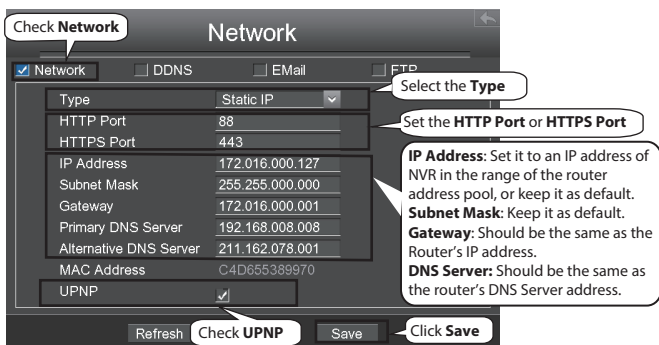 Check Network
Network
Network DDNS EMail FTP
Select the Type
Type Static IP
HTTP Port 88
Set the HTTP Port or HTTPS Port
HTTPS Port 443
IP Address 172.016.000.127
Subnet Mask 255.255.000.000
Gateway 172.016.000.001
Primary DNS Server 192.168.008.008
Alternative DNS Server 211.162.078.001
MAC Address C4D655389970
UPNP
IP Address: Set it to an IP address of
NVR in the range of the router
address pool, or keep it as default.
Subnet Mask: Keep it as default.
Gateway: Should be the same as the
Router's IP address.
DNS Server: Should be the same as
the router's DNS Server address.
Refresh Check UPNP Save Click Save